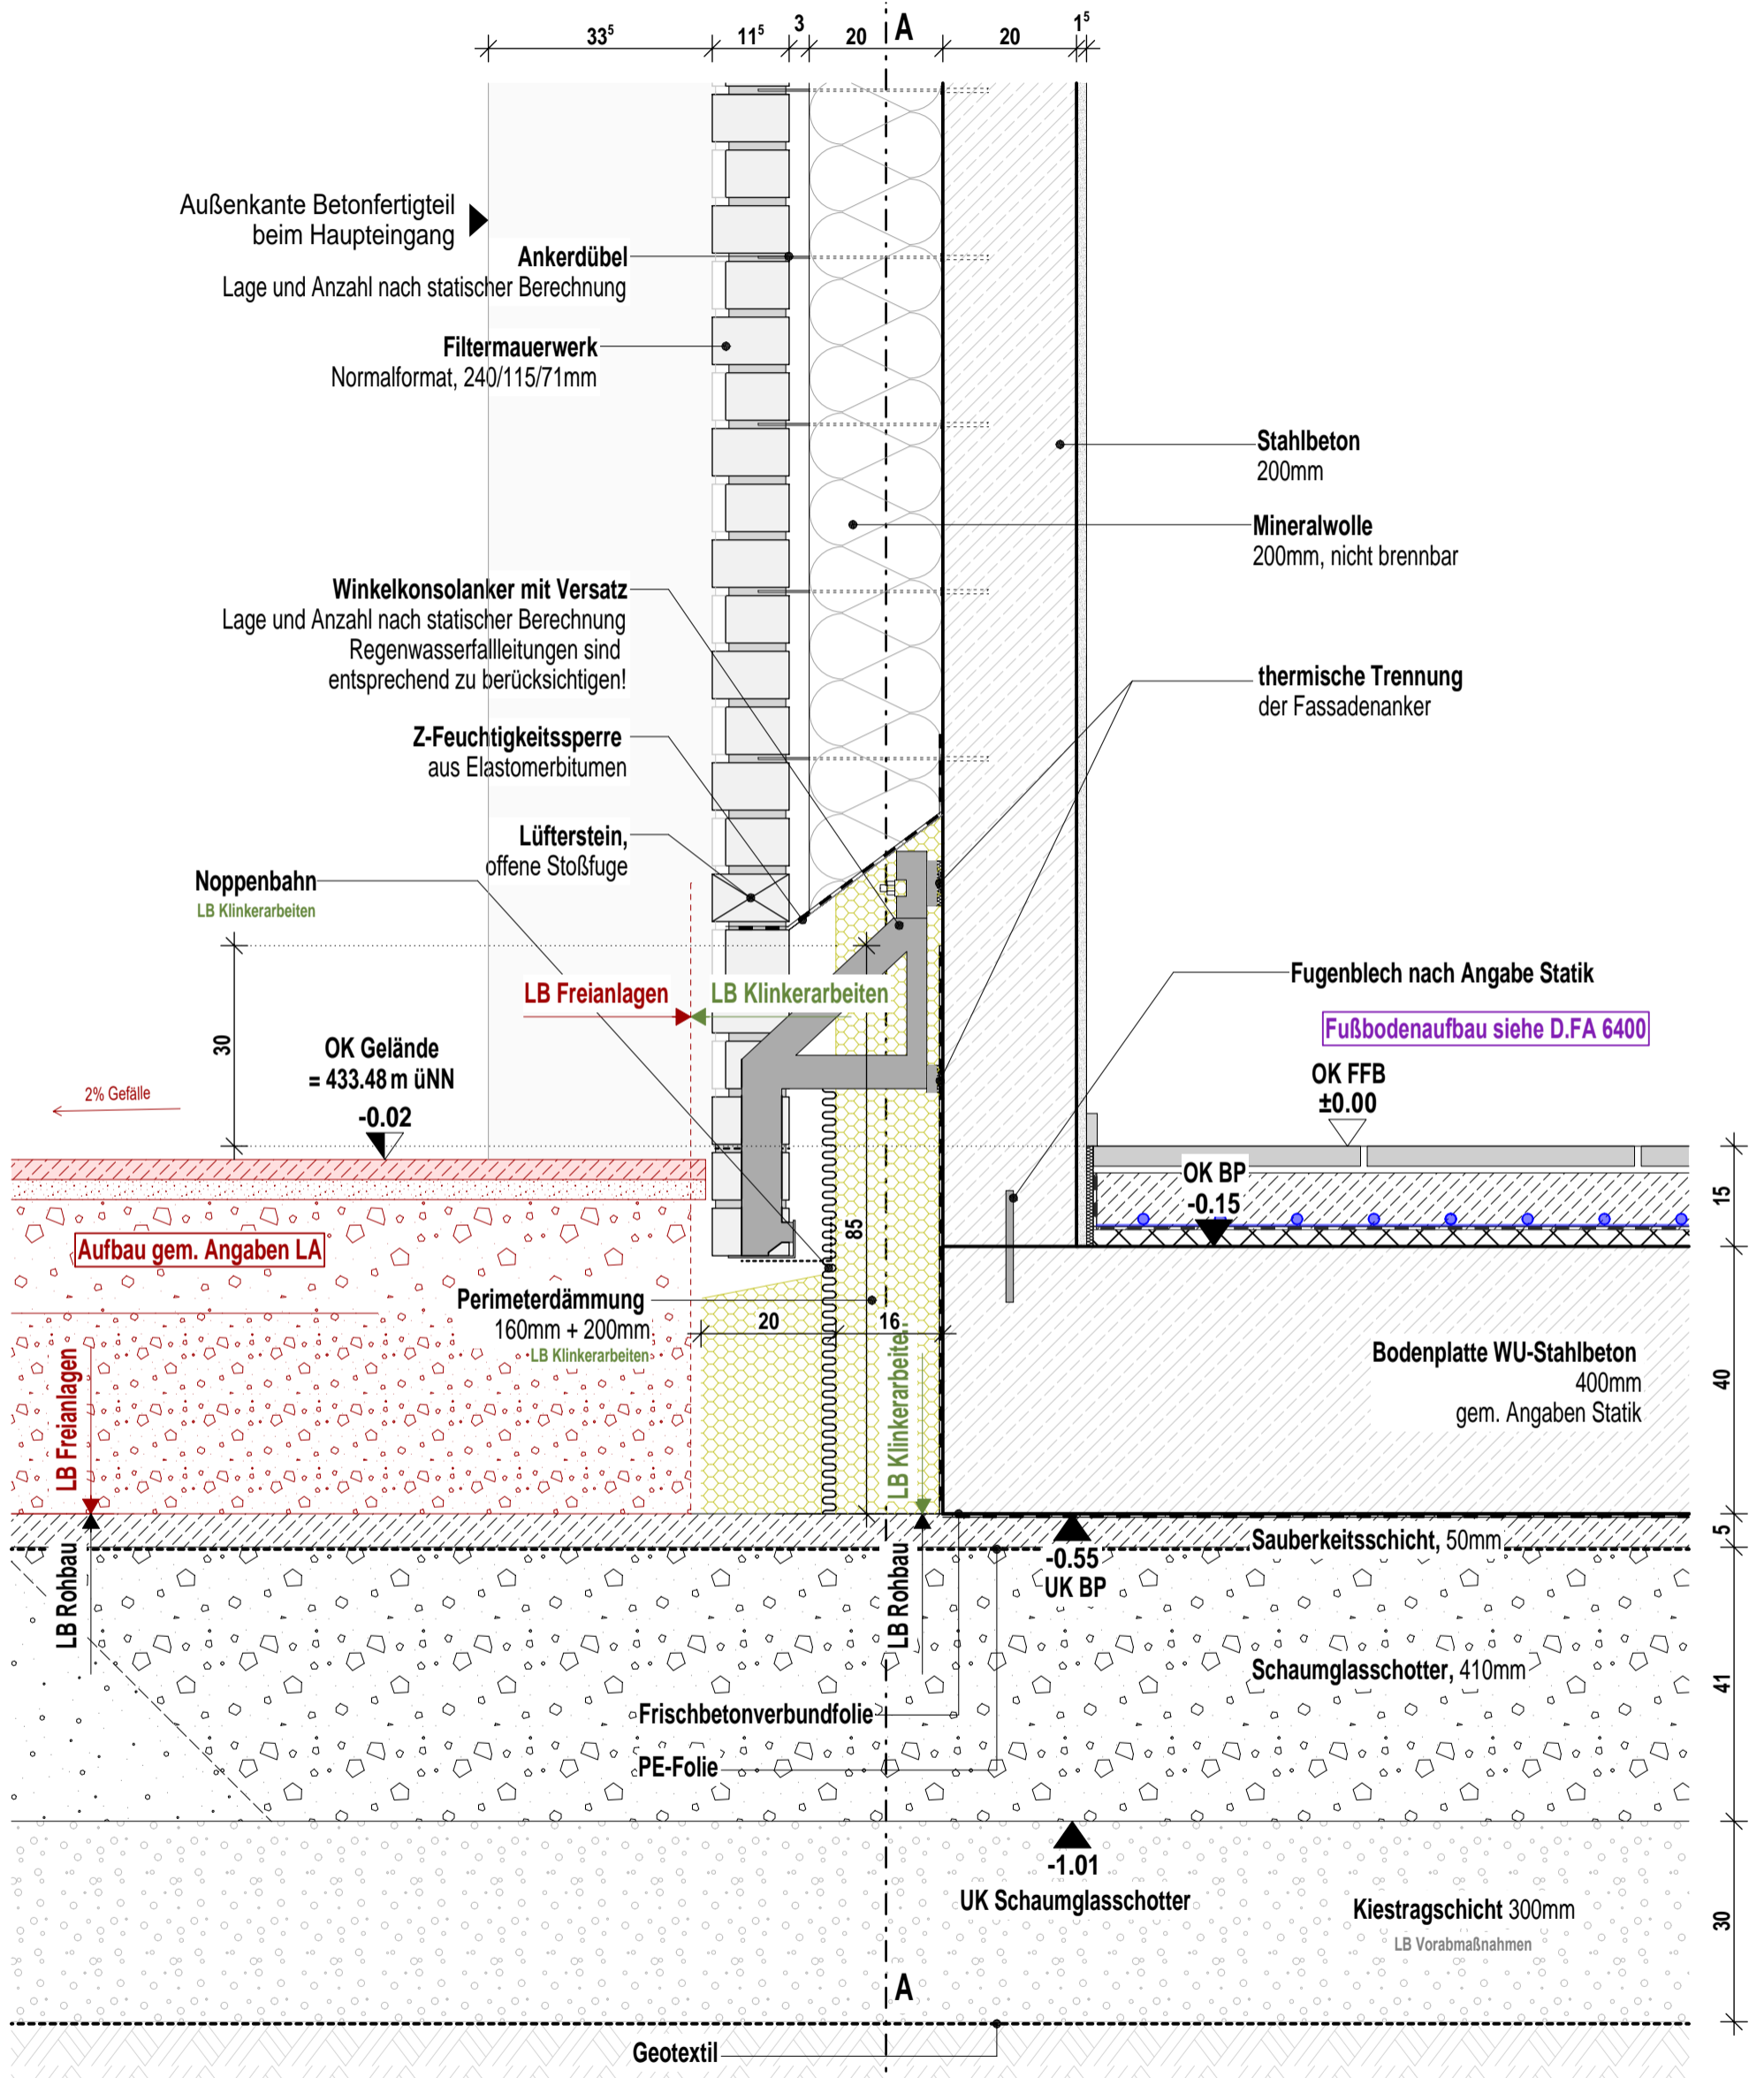 33⁵
11⁵
3
20
A
20
1⁵
Außenkante Betonfertigteil
beim Haupteingang
Ankerdübel
Lage und Anzahl nach statischer Berechnung
Filtermauerwerk
Normalformat, 240/115/71mm
Stahlbeton
200mm
Mineralwolle
200mm, nicht brennbar
Winkelkonsolanker mit Versatz
Lage und Anzahl nach statischer Berechnung
Regenwasserfallleitungen sind
entsprechend zu berücksichtigen!
thermische Trennung
der Fassadenanker
Z-Feuchtigkeitssperre
aus Elastomerbitumen
Lüfterstein,
offene Stoßfuge
Noppenbahn
LB Klinkerarbeiten
LB Freianlagen
LB Klinkerarbeiten
Fugenblech nach Angabe Statik
Fußbodenaufbau siehe D.FA 6400
30
OK Gelände
= 433.48 m üNN
-0.02
2% Gefälle
OK FFB
±0.00
OK BP
-0.15
15
85
Aufbau gem. Angaben LA
Perimeterdämmung
160mm + 200mm
LB Klinkerarbeiten
20
16
LB Freianlagen
LB Klinkerarbeiten
Bodenplatte WU-Stahlbeton
400mm
gem. Angaben Statik
40
LB Rohbau
LB Rohbau
-0.55
UK BP
Sauberkeitsschicht, 50mm
5
Schaumglasschotter, 410mm
41
Frischbetonverbundfolie
PE-Folie
-1.01
UK Schaumglasschotter
Kiestragschicht 300mm
LB Vorabmaßnahmen
30
A
Geotextil